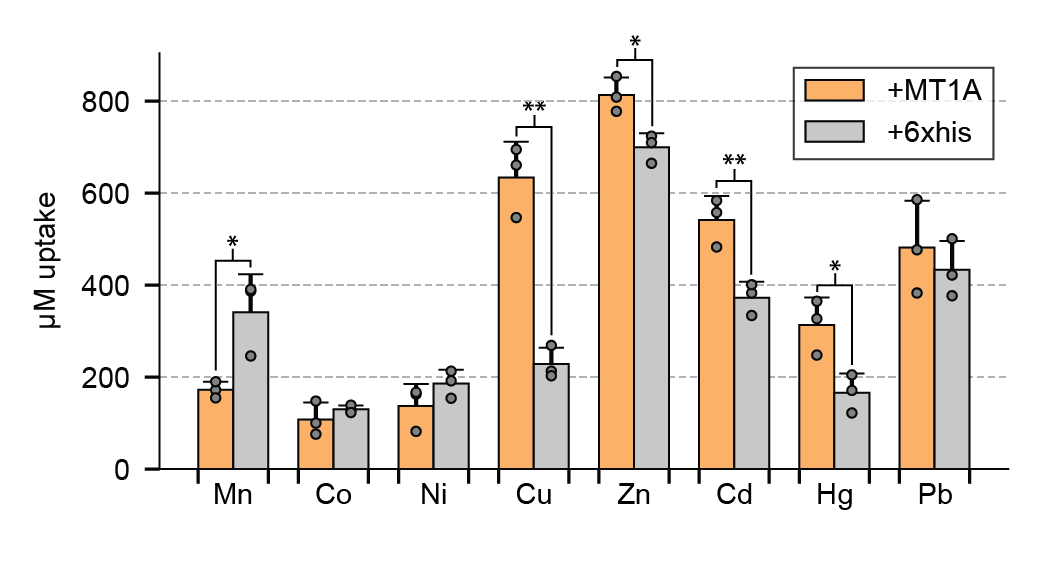 +MT1A
+6xhis
µM uptake
800
600
400
200
0
*
**
*
**
*
Mn Co Ni Cu Zn Cd Hg Pb